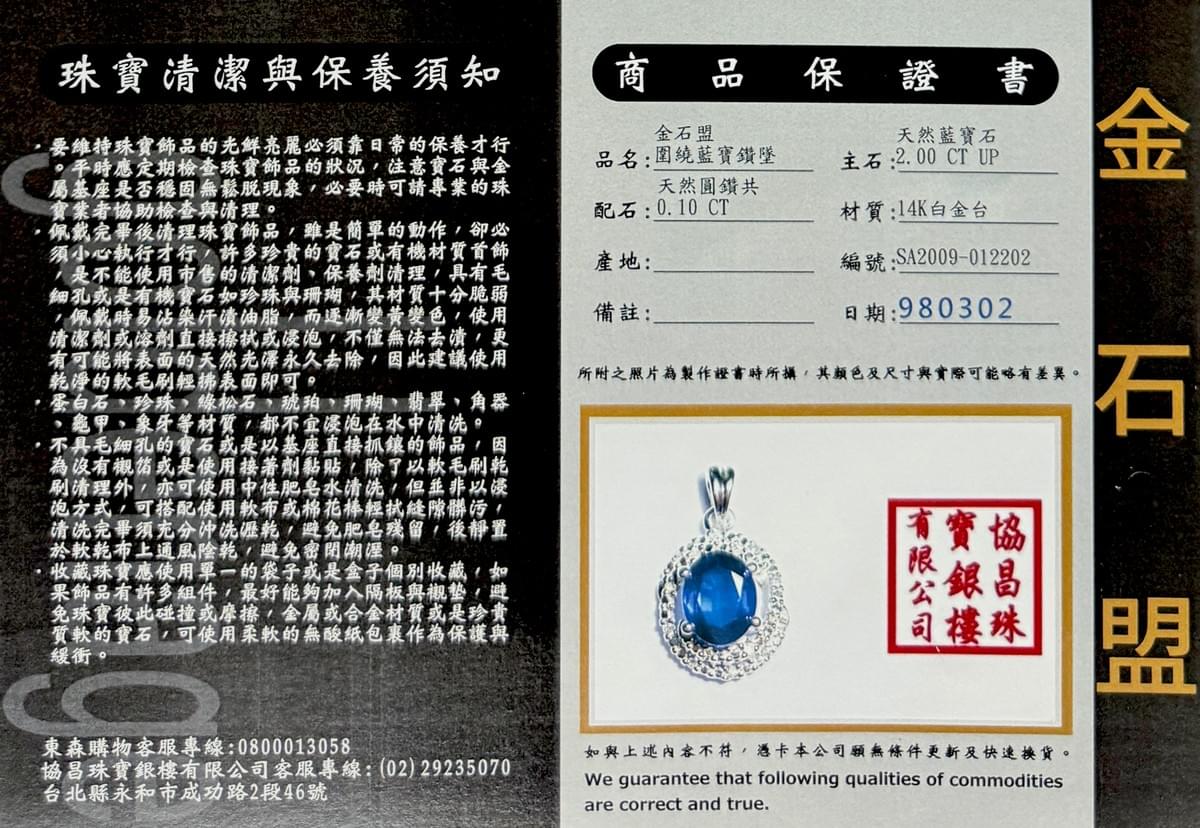 珠寶清潔與保養須知
・要維持珠寶飾品的光鮮亮麗必須靠日常的保養才行
。平時應定期檢查珠寶飾品的狀況，注意寶石與金
屬基座是否穩固無鬆脫現象，必要時可請專業的珠
寶業者協助檢查與清理。
・佩戴完畢後清理珠寶飾品，雖是簡單的動作，卻必
須小心執行才行，許多珍貴的寶石或有機材質首飾
，是不能使用市售的清潔劑、保養劑清理，具有毛
細孔或是有機寶石如珍珠與珊瑚，其材質十分脆弱
，佩戴時易沾染汗漬油脂，而逐漸變黃變色，使用
清潔劑或溶劑直接擦拭或浸泡，不僅無法去漬，更
有可能將表面的天然光澤永久去除，因此建議使用
乾淨的軟毛刷輕拂表面即可。
・蛋白石、珍珠、綠松石、琥珀、珊瑚、翡翠、角器
、龜甲、象牙等材質，都不宜浸泡在水中清洗。
・不具毛細孔的寶石或是以基座直接抓鑲的飾品，因
為沒有襯箔或是使用接著劑黏貼，除了以軟毛刷乾
刷清理外，亦可使用中性肥皂水清洗，但並非以浸
泡方式，可搭配使用軟布或棉花棒輕拭縫隙髒污，
清洗完畢須充分沖洗瀝乾，避免肥皂殘留，後靜置
於軟乾布上通風陰乾，避免密閉潮溼。
・收藏珠寶應使用單一的袋子或是盒子個別收藏，如
果飾品有許多組件，最好能夠加入隔板與襯墊，避
免珠寶彼此碰撞或摩擦，金屬或合金材質或是珍貴
質軟的寶石，可使用柔軟的無酸紙包裹作為保護與
緩衝。
東森購物客服專線:0800013058
協昌珠寶銀樓有限公司客服專線:(02)29235070
台北縣永和市成功路2段46號
商品保證書
金石盟
品名:圍繞藍寶鑽墜
天然藍寶石
主石:2.00 CT UP
天然圓鑽共
配石:0.10 CT
材質:14K白金台
產地:
編號:SA2009-012202
備註:
日期:980302
所附之照片為製作證書時所攝，其顏色及尺寸與實際可能略有差異。
協昌珠
寶銀樓
有限公司
如與上述內容不符，憑卡本公司願無條件更新及快速換貨。
We guarantee that following qualities of commodities
are correct and true.
金石盟